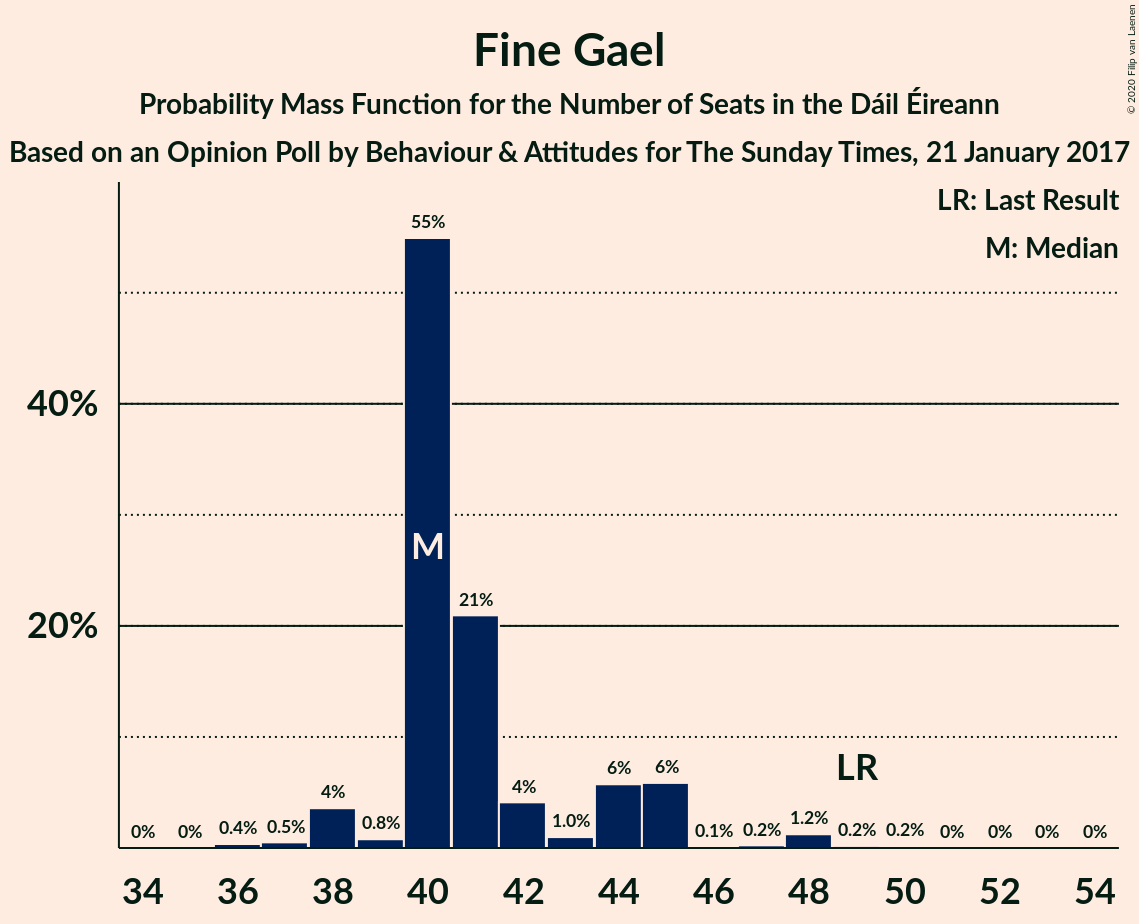 Fine Gael
Probability Mass Function for the Number of Seats in the Dáil Éireann
Based on an Opinion Poll by Behaviour & Attitudes for The Sunday Times, 21 January 2017
© 2020 Filip van Laenen
LR: Last Result
M: Median
55%
40%
M
21%
20%
LR
0% 0% 0.4% 0.5% 4% 0.8% 4% 1.0% 6% 6% 0.1% 0.2% 1.2% 0.2% 0.2% 0% 0% 0% 0%
34 36 38 40 42 44 46 48 50 52 54